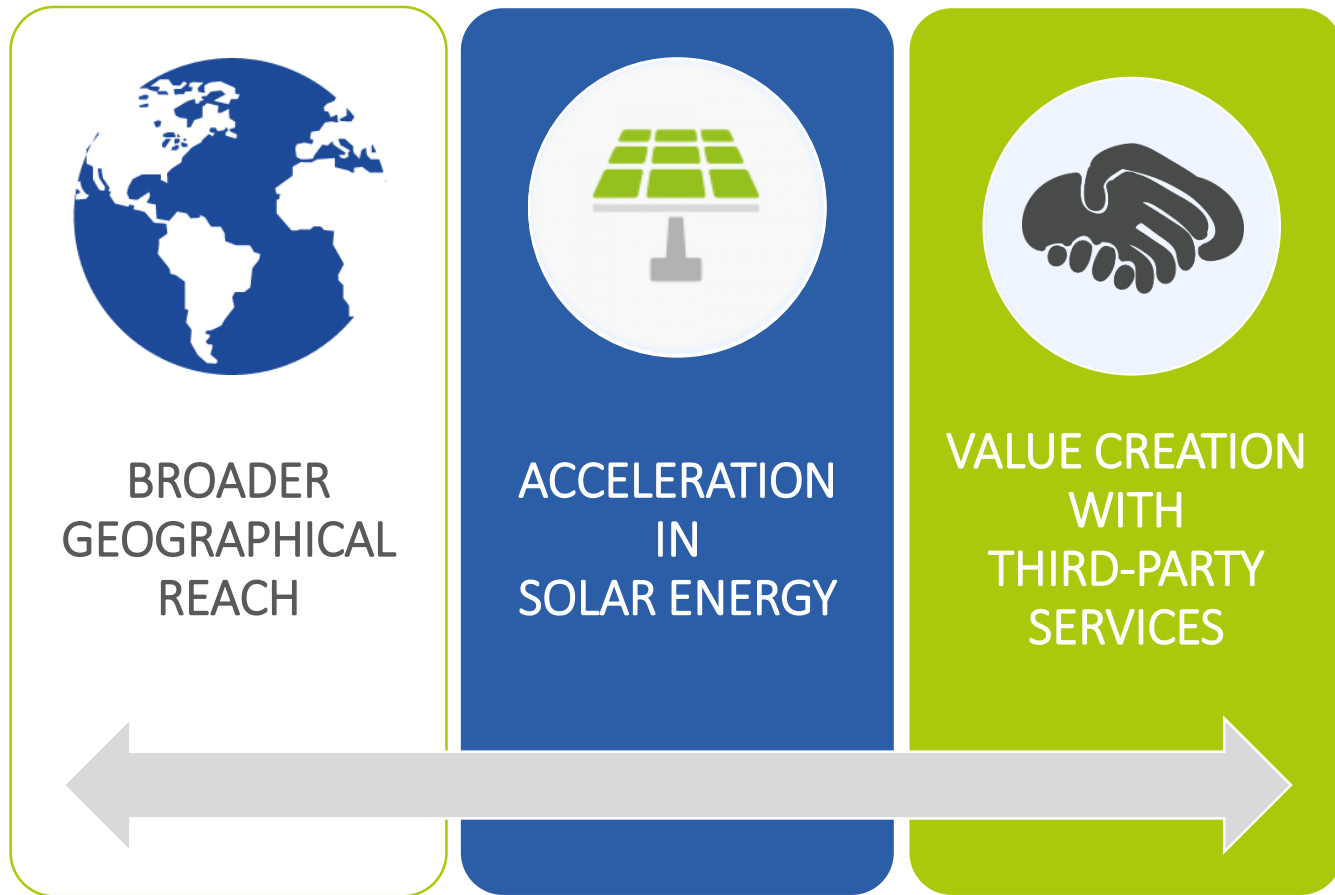 BROADER
GEOGRAPHICAL
REACH
ACCELERATION
IN
SOLAR ENERGY
VALUE CREATION
WITH
THIRD-PARTY
SERVICES